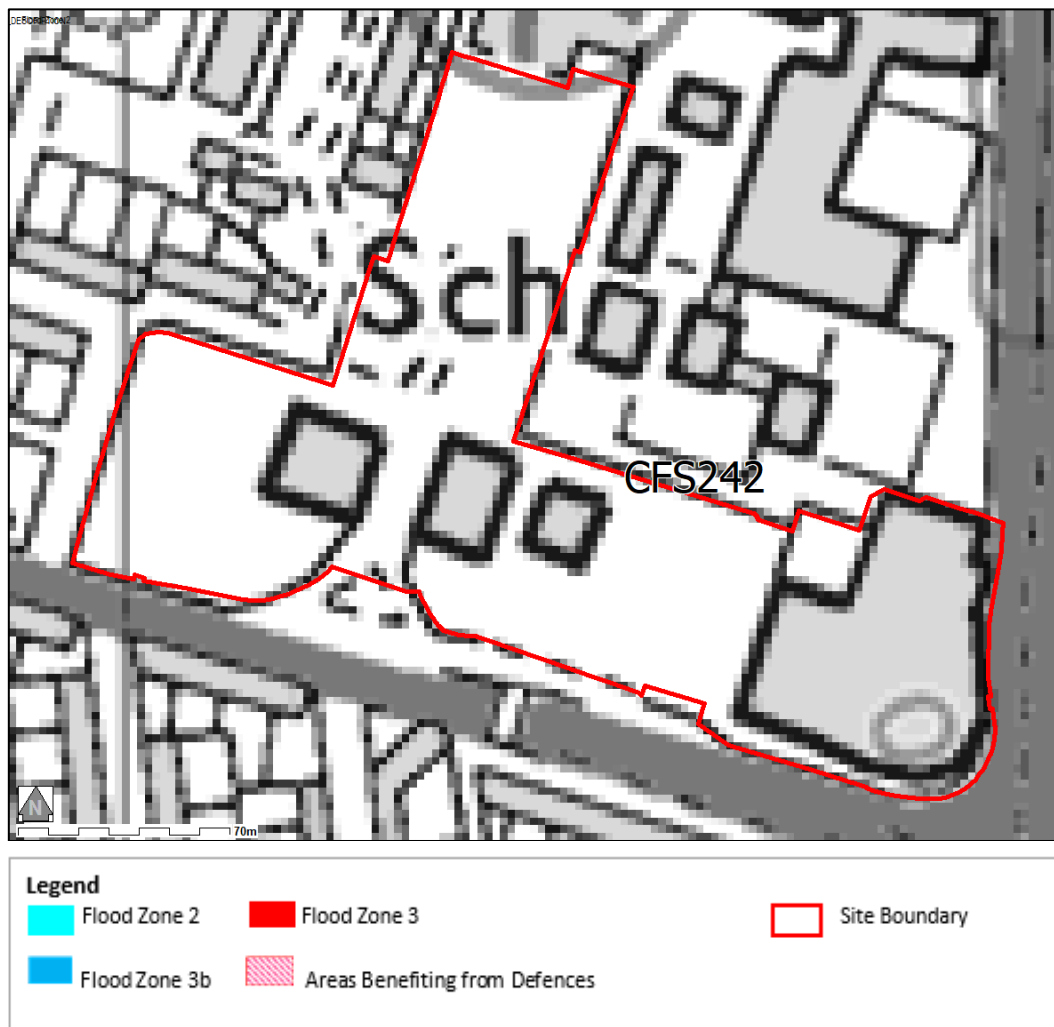 Sch
CFS242
N
70m
Legend
Flood Zone 2 Flood Zone 3 Site Boundary
Flood Zone 3b Areas Benefiting from Defences